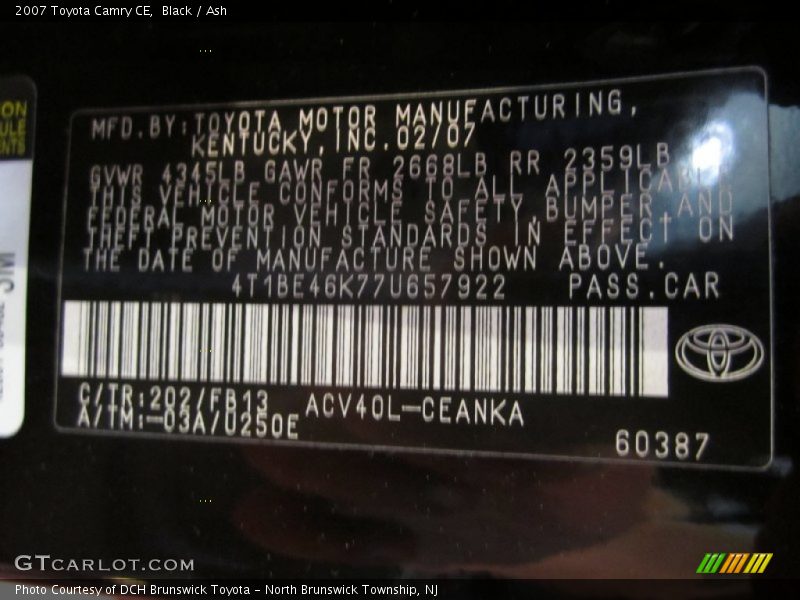 2007 Toyota Camry CE, Black / Ash
ON
ULE
ENTS
MFD.BY:TOYOTA MOTOR MANUFACTURING,
KENTUCKY,INC.02/07
GVWR 4345LB GAWR FR 2668LB RR 2359LB
THIS VEHICLE CONFORMS TO ALL APPLICABLE
FEDERAL MOTOR VEHICLE SAFETY,BUMPER,AND
THEFT PREVENTION STANDARDS IN EFFECT ON
THE DATE OF MANUFACTURE SHOWN ABOVE.
4T1BE46K77U657922 PASS.CAR
C/TR:202/FB13 ACV40L-CEANKA
A/TM:-03A/U250E
60387
GTCARLOT.COM
Photo Courtesy of DCH Brunswick Toyota - North Brunswick Township, NJ